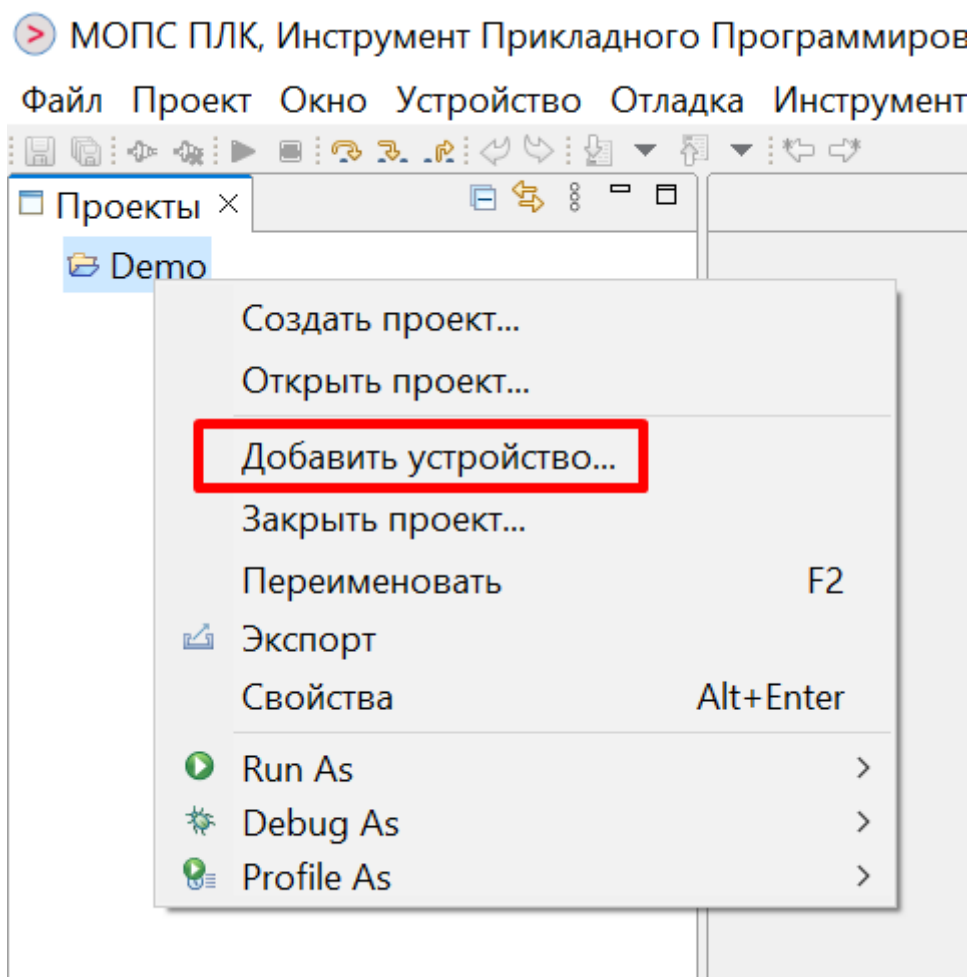 МОПС ПЛК, Инструмент Прикладного Программиров
Файл Проект Окно Устройство Отладка Инструмент
Проекты
Demo
Создать проект...
Открыть проект...
Добавить устройство...
Закрыть проект...
Переименовать F2
Экспорт
Свойства Alt+Enter
Run As
Debug As
Profile As